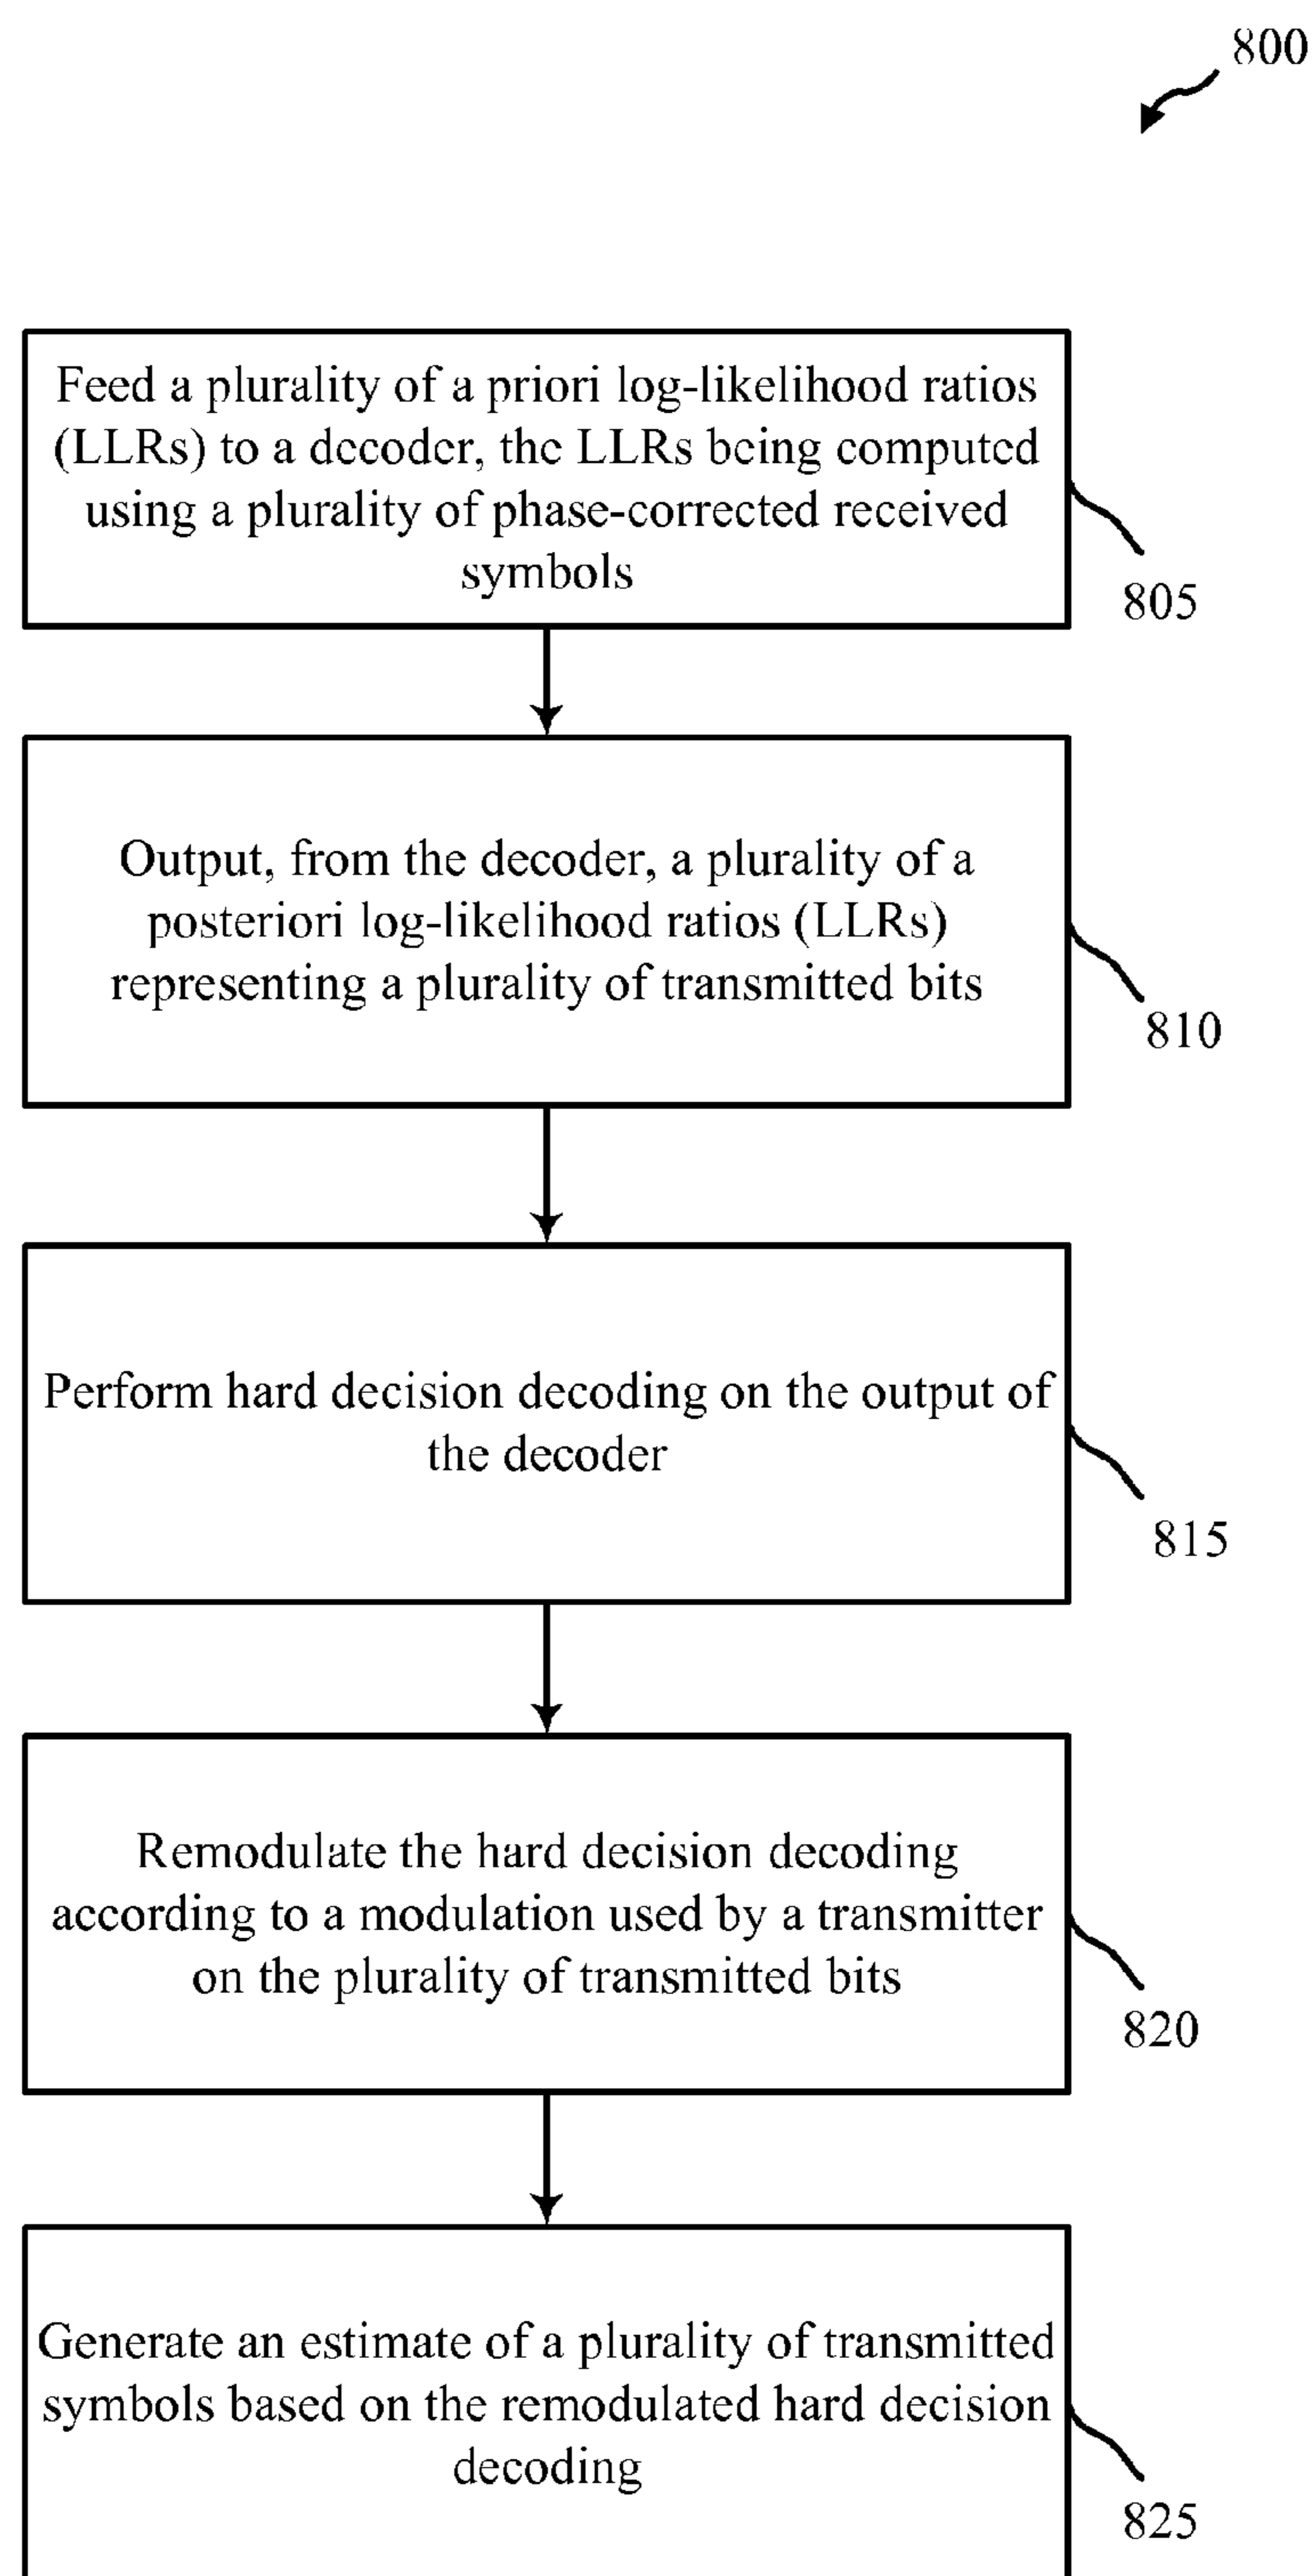 800
Feed a plurality of a priori log-likelihood ratios
(LLRs) to a decoder, the LLRs being computed
using a plurality of phase-corrected received
symbols
805
Output, from the decoder, a plurality of a
posteriori log-likelihood ratios (LLRs)
representing a plurality of transmitted bits
810
Perform hard decision decoding on the output of
the decoder
815
Remodulate the hard decision decoding
according to a modulation used by a transmitter
on the plurality of transmitted bits
820
Generate an estimate of a plurality of transmitted
symbols based on the remodulated hard decision
decoding
825